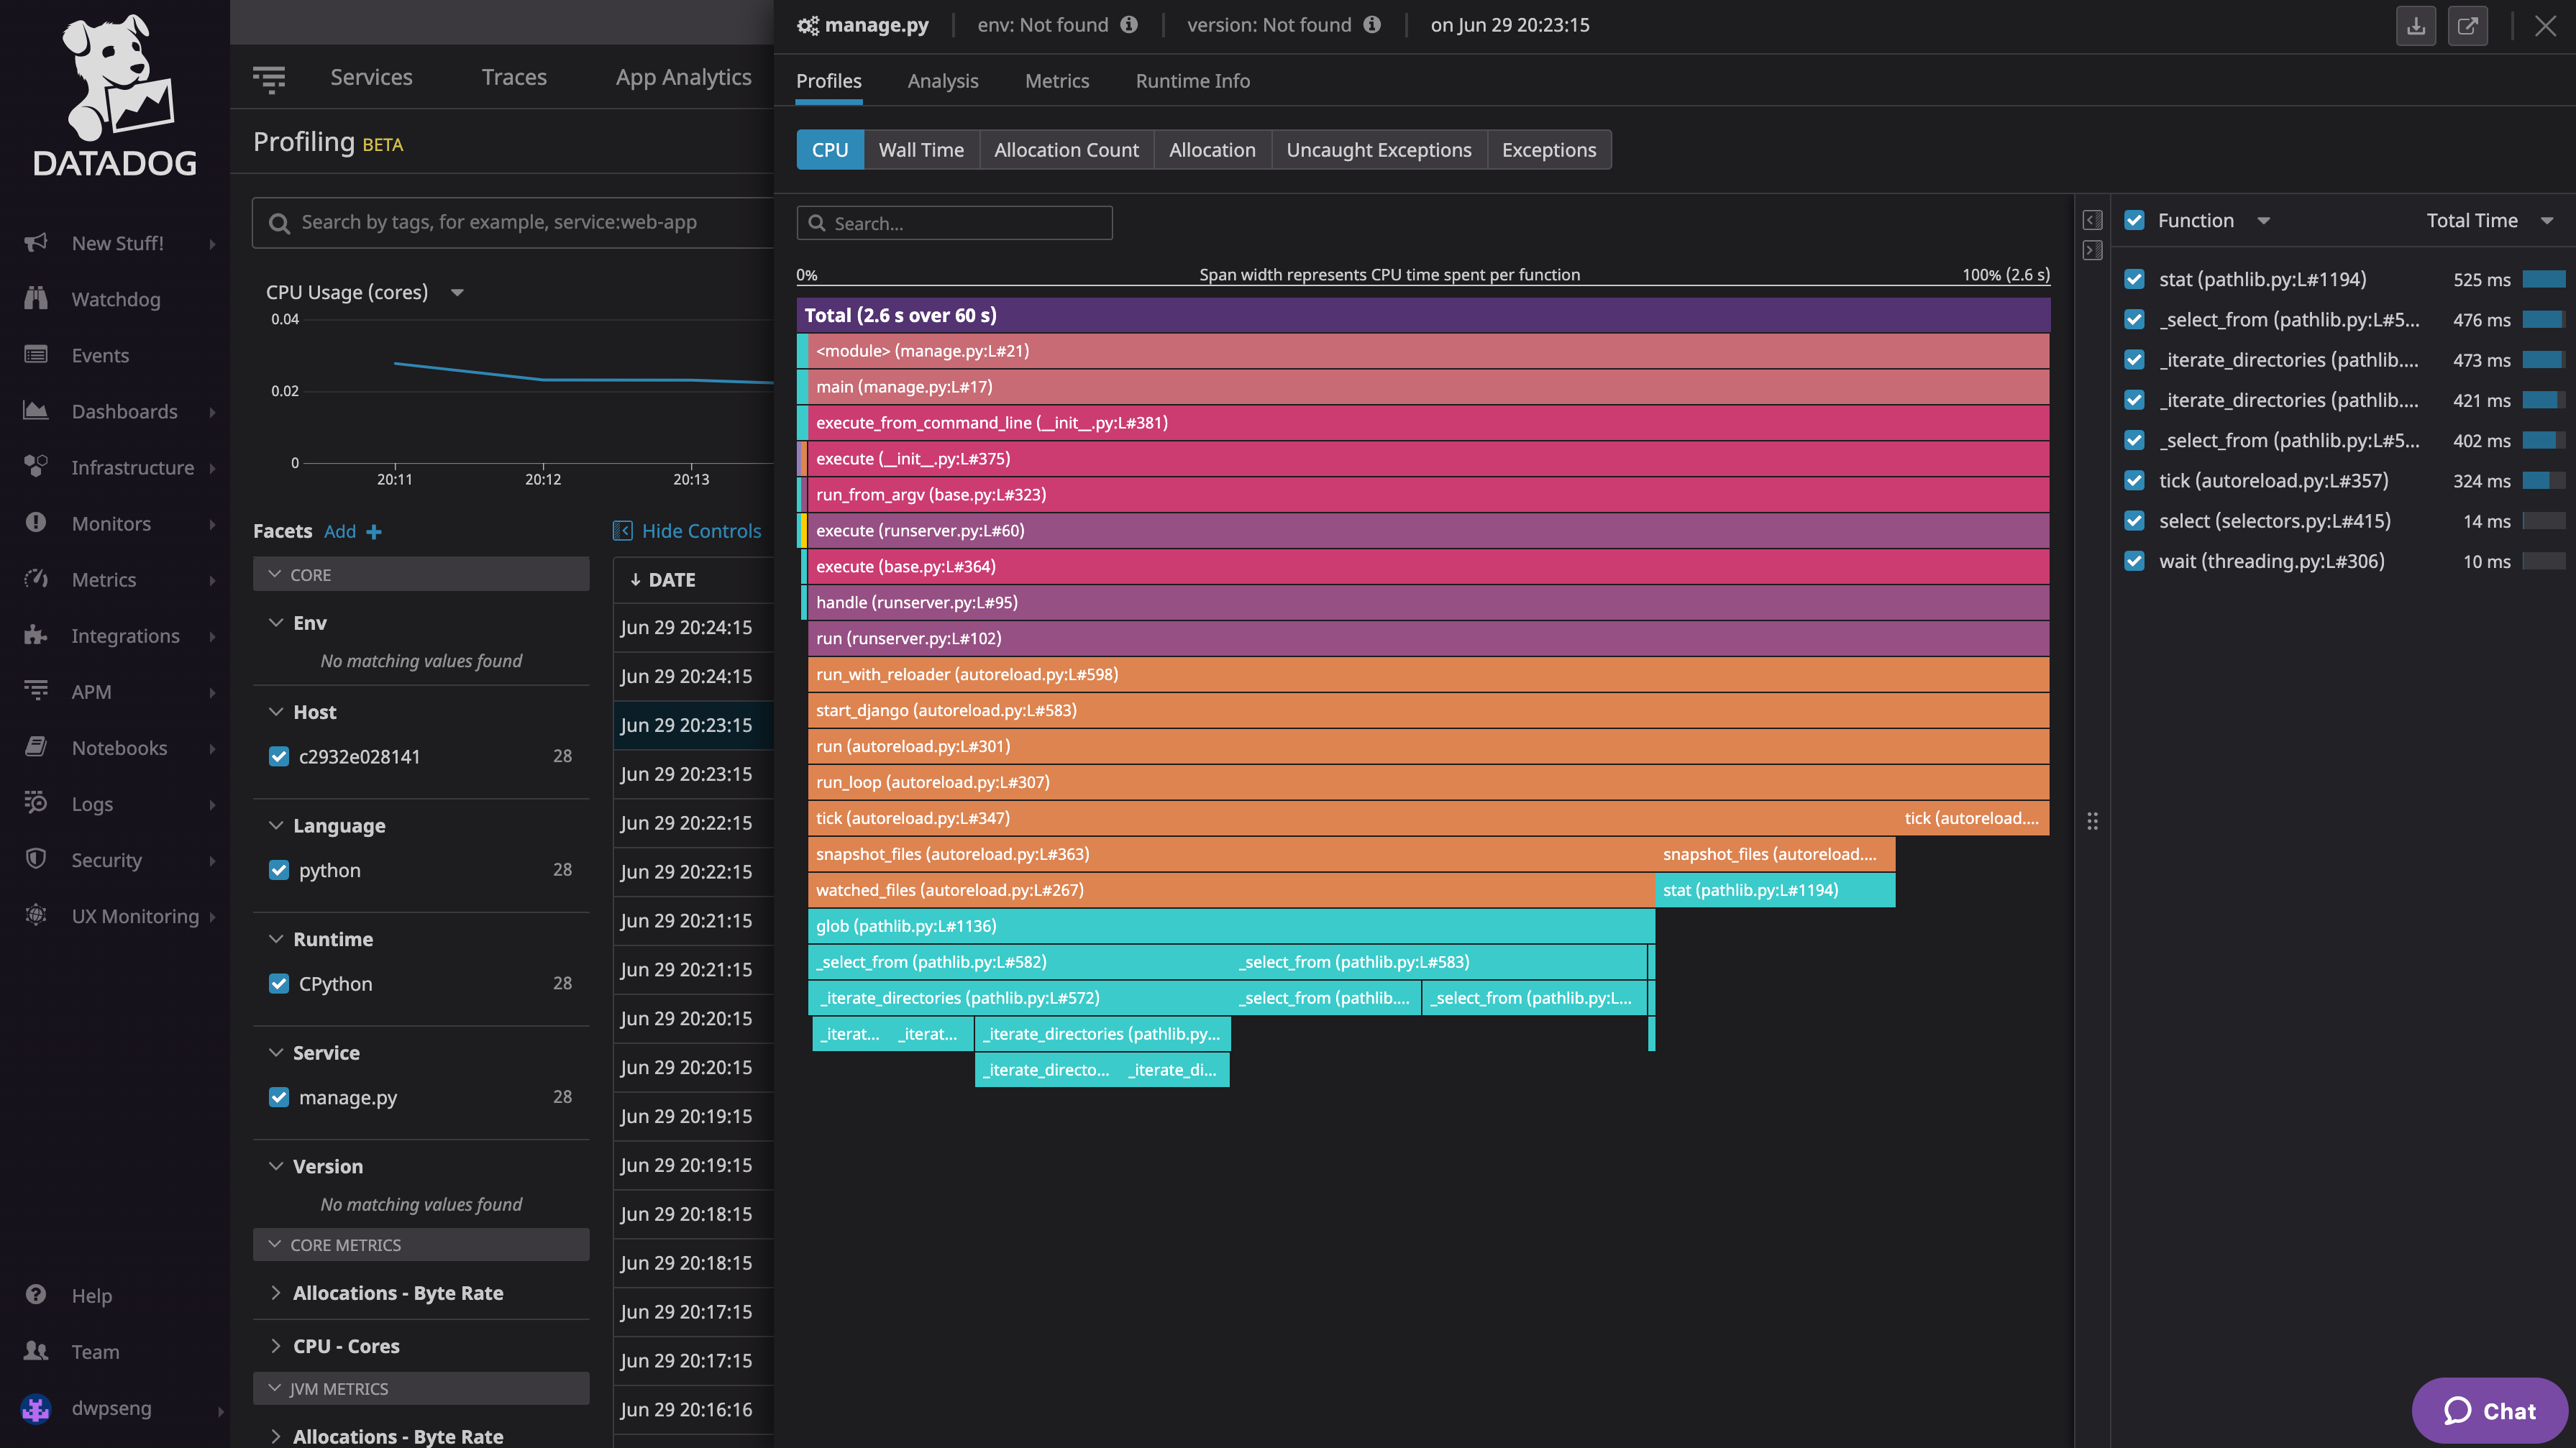 DATADOG
New Stuff!
Watchdog
Events
Dashboards
Infrastructure
Monitors
Metrics
Integrations
APM
Notebooks
Logs
Security
UX Monitoring
Help
Team
dwpseng
Services Traces App Analytics
Profiling BETA
Search by tags, for example, service:web-app
CPU Usage (cores)
0.04
0.02
0
20:11 20:12 20:13
Facets Add
Hide Controls
CORE
Env
No matching values found
Host
c2932e028141 28
Language
python 28
Runtime
CPython 28
Service
manage.py 28
Version
No matching values found
CORE METRICS
Allocations - Byte Rate
CPU - Cores
JVM METRICS
Allocations - Byte Rate
DATE
Jun 29 20:24:15
Jun 29 20:24:15
Jun 29 20:23:15
Jun 29 20:23:15
Jun 29 20:22:15
Jun 29 20:22:15
Jun 29 20:21:15
Jun 29 20:21:15
Jun 29 20:20:15
Jun 29 20:20:15
Jun 29 20:19:15
Jun 29 20:19:15
Jun 29 20:18:15
Jun 29 20:18:15
Jun 29 20:17:15
Jun 29 20:17:15
Jun 29 20:16:16
manage.py env: Not found version: Not found on Jun 29 20:23:15
Profiles Analysis Metrics Runtime Info
CPU Wall Time Allocation Count Allocation Uncaught Exceptions Exceptions
Search...
0% Span width represents CPU time spent per function 100% (2.6 s)
Total (2.6 s over 60 s)
<module> (manage.py:L#21)
main (manage.py:L#17)
execute_from_command_line (__init__.py:L#381)
execute (__init__.py:L#375)
run_from_argv (base.py:L#323)
execute (runserver.py:L#60)
execute (base.py:L#364)
handle (runserver.py:L#95)
run (runserver.py:L#102)
run_with_reloader (autoreload.py:L#598)
start_django (autoreload.py:L#583)
run (autoreload.py:L#301)
run_loop (autoreload.py:L#307)
tick (autoreload.py:L#347) tick (autoreload....
snapshot_files (autoreload.py:L#363) snapshot_files (autoreload....
watched_files (autoreload.py:L#267) stat (pathlib.py:L#1194)
glob (pathlib.py:L#1136)
_select_from (pathlib.py:L#582) _select_from (pathlib.py:L#583)
_iterate_directories (pathlib.py:L#572) _select_from (pathlib.... _select_from (pathlib.py:L...
_iterat... _iterat... _iterate_directories (pathlib.py...
_iterate_directo... _iterate_di...
Function Total Time
stat (pathlib.py:L#1194) 525 ms
_select_from (pathlib.py:L#5... 476 ms
_iterate_directories (pathlib.... 473 ms
_iterate_directories (pathlib.... 421 ms
_select_from (pathlib.py:L#5... 402 ms
tick (autoreload.py:L#357) 324 ms
select (selectors.py:L#415) 14 ms
wait (threading.py:L#306) 10 ms
Chat